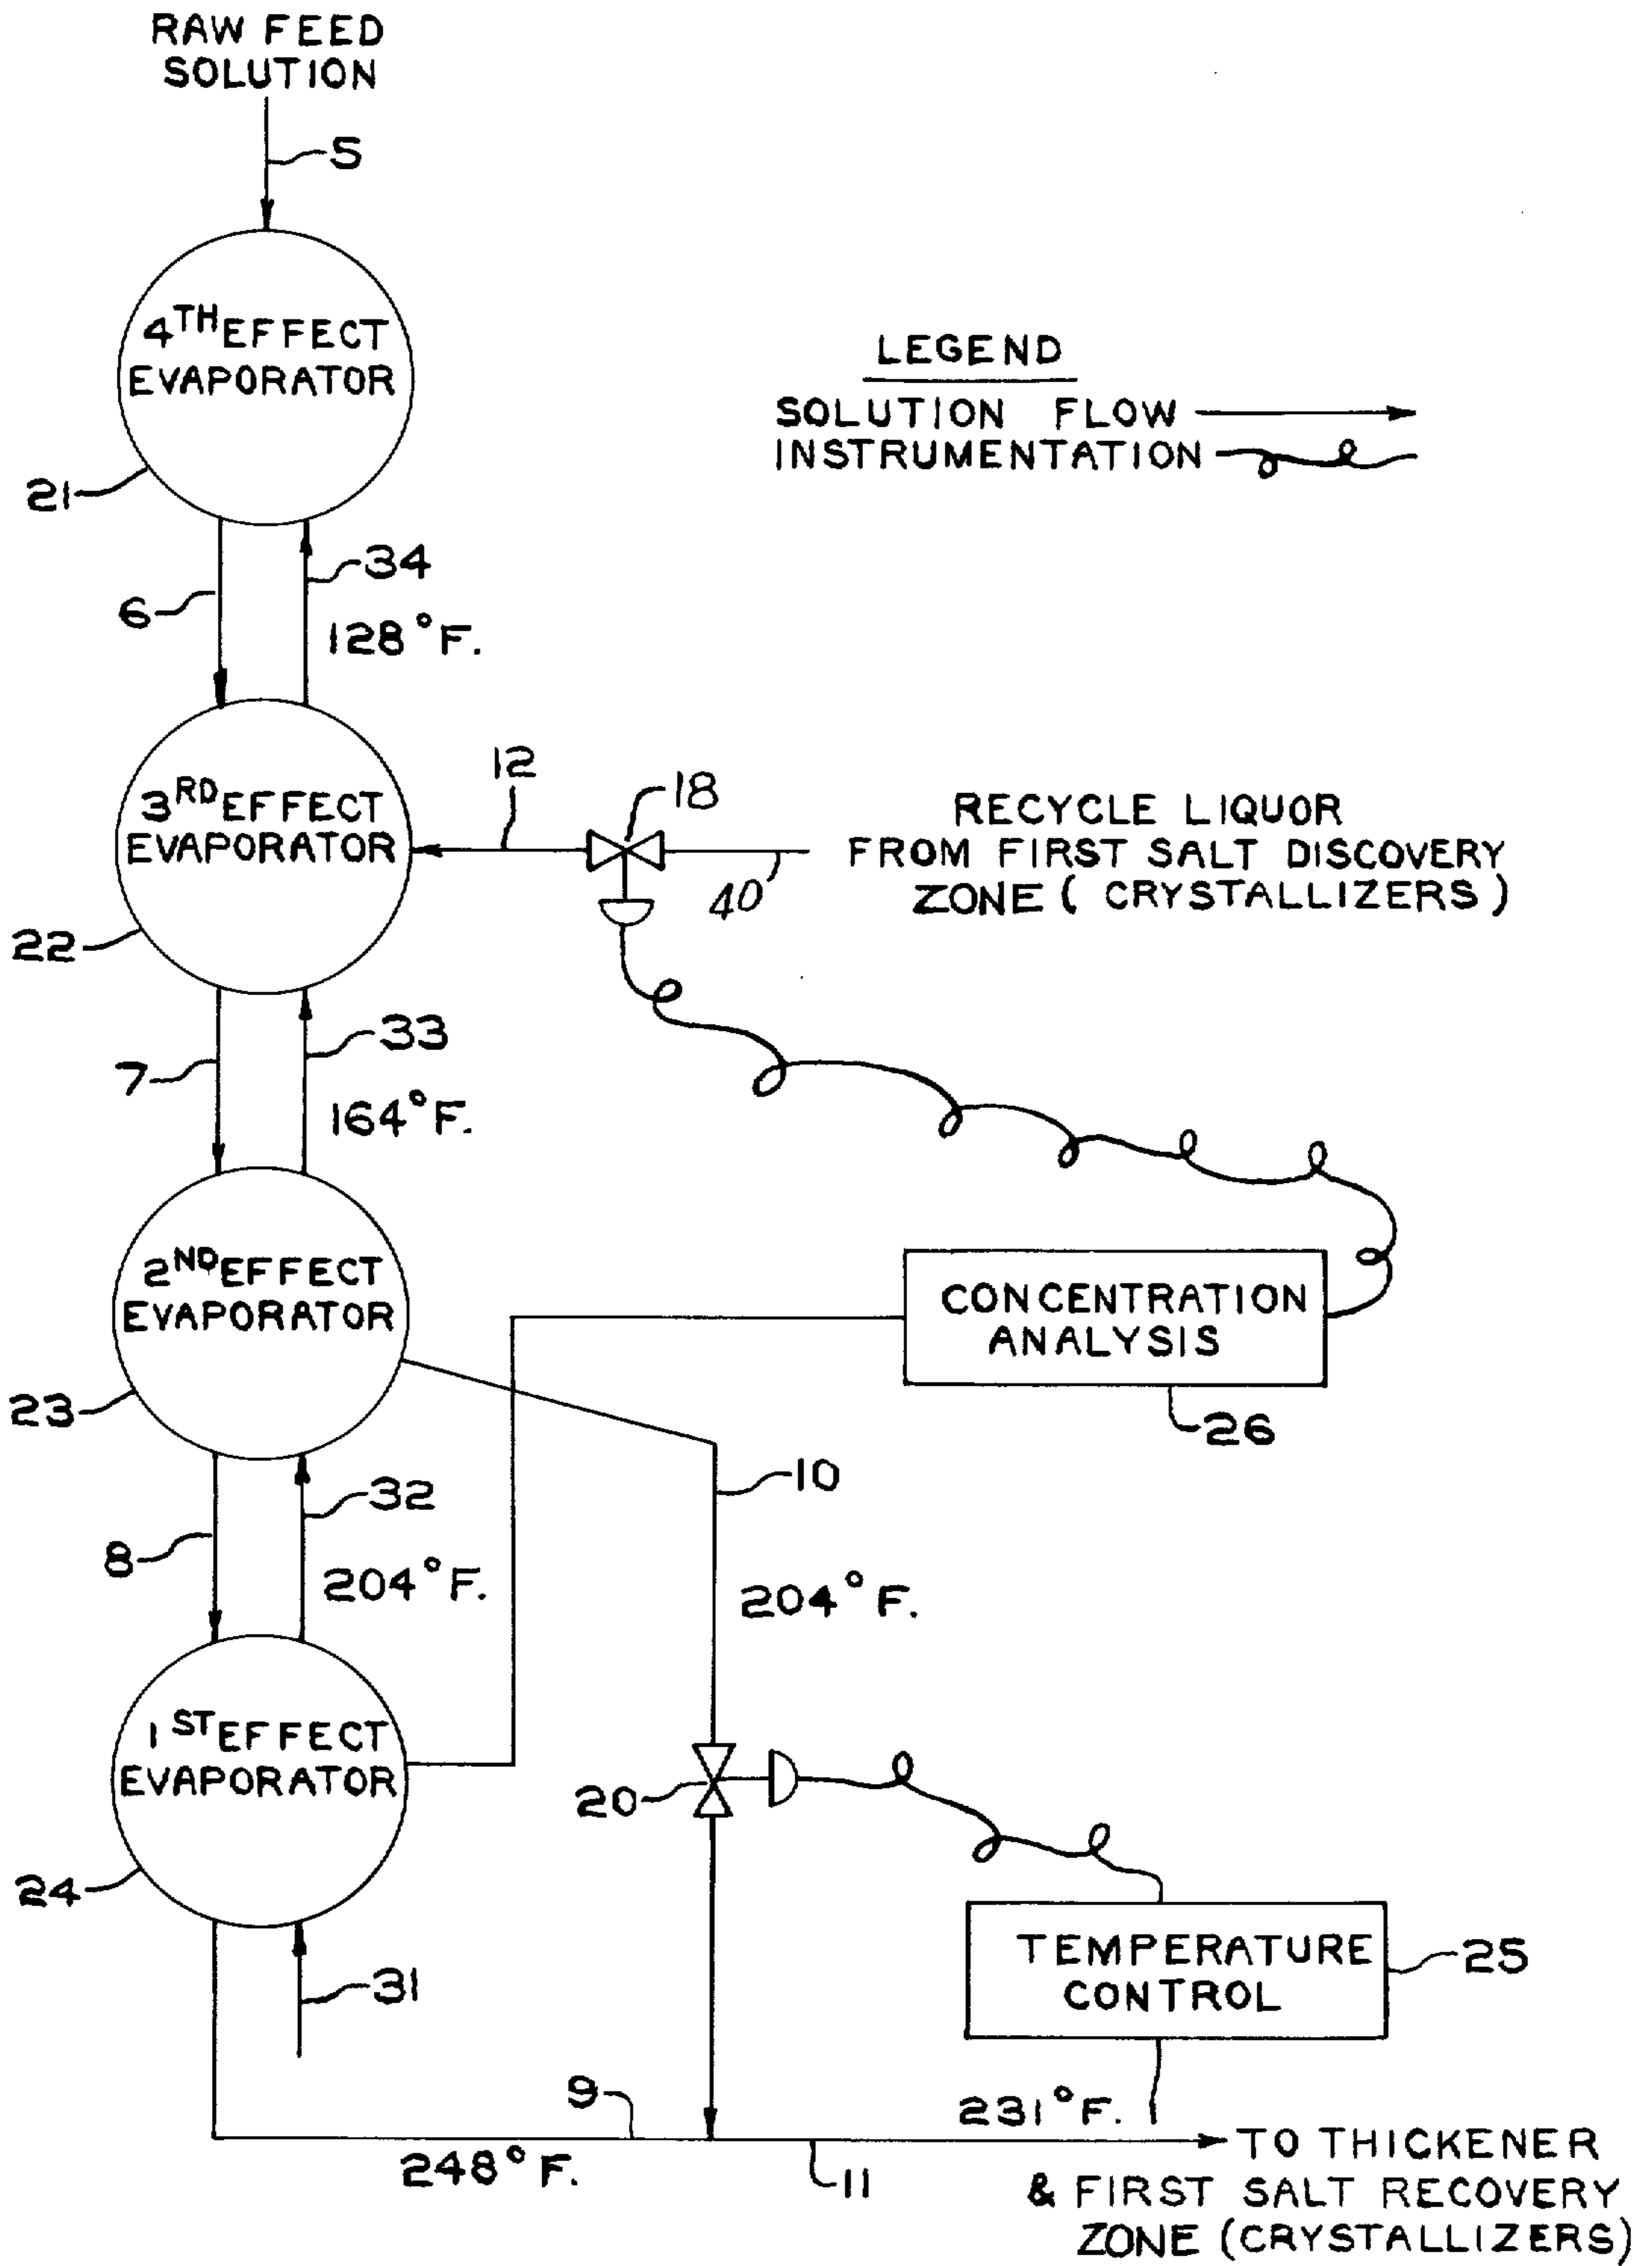 RAW FEED
SOLUTION
5
4TH EFFECT
EVAPORATOR
21
LEGEND
SOLUTION FLOW
INSTRUMENTATION
6
34
128°F.
3RD EFFECT
EVAPORATOR
22
12
18
40
RECYCLE LIQUOR
FROM FIRST SALT DISCOVERY
ZONE ( CRYSTALLIZERS )
7
33
164°F.
2ND EFFECT
EVAPORATOR
23
CONCENTRATION
ANALYSIS
26
10
8
32
204°F.
204°F.
1ST EFFECT
EVAPORATOR
24
20
TEMPERATURE
CONTROL
25
31
9
231°F.
248°F.
11
TO THICKENER
& FIRST SALT RECOVERY
ZONE (CRYSTALLIZERS)